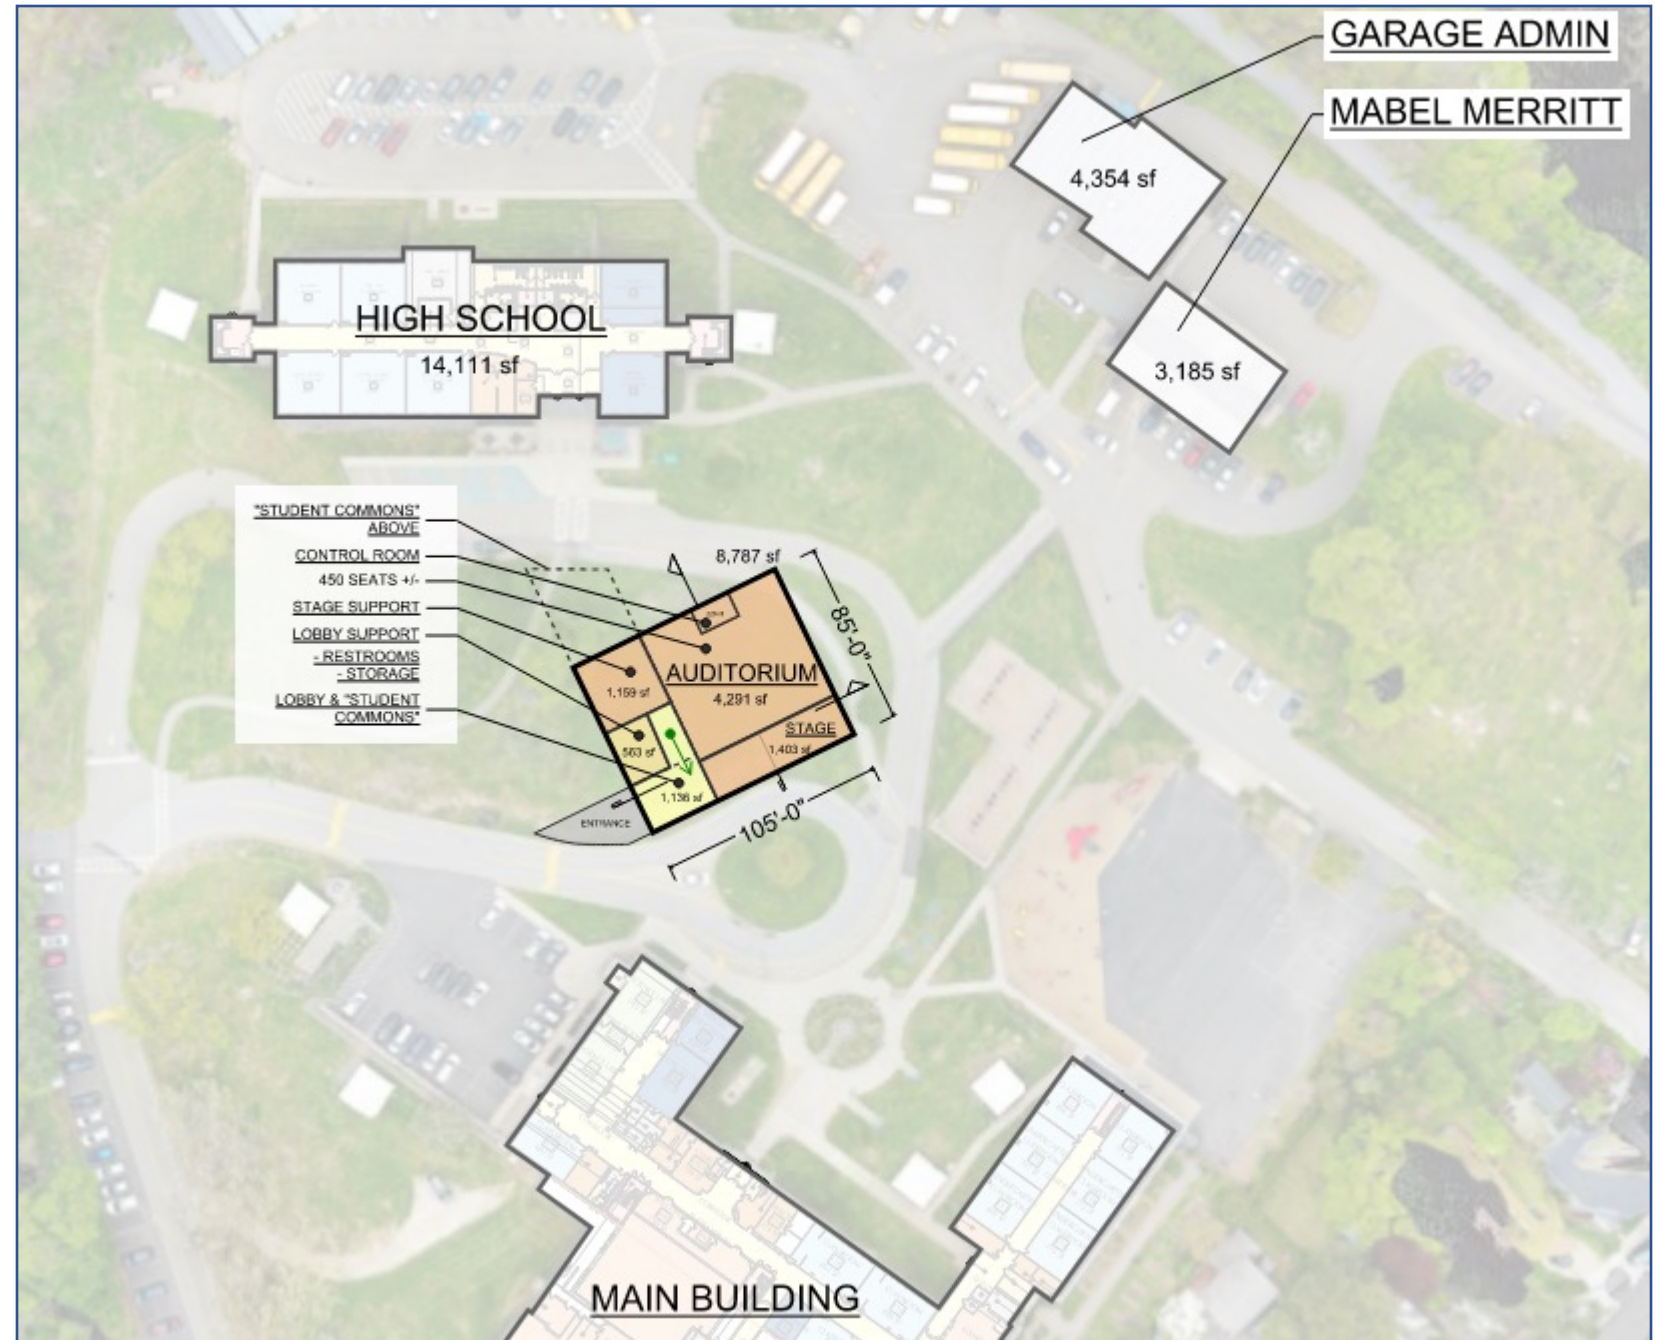 GARAGE ADMIN
MABEL MERRITT
4,354 sf
3,185 sf
HIGH SCHOOL
14,111 sf
"STUDENT COMMONS"
ABOVE
CONTROL ROOM
450 SEATS +/-
STAGE SUPPORT
LOBBY SUPPORT
- RESTROOMS
- STORAGE
LOBBY & "STUDENT
COMMONS"
8,787 sf
85'-0"
AUDITORIUM
4,291 sf
1,159 sf
STAGE
1,403 sf
563 sf
1,136 sf
ENTRANCE
105'-0"
MAIN BUILDING